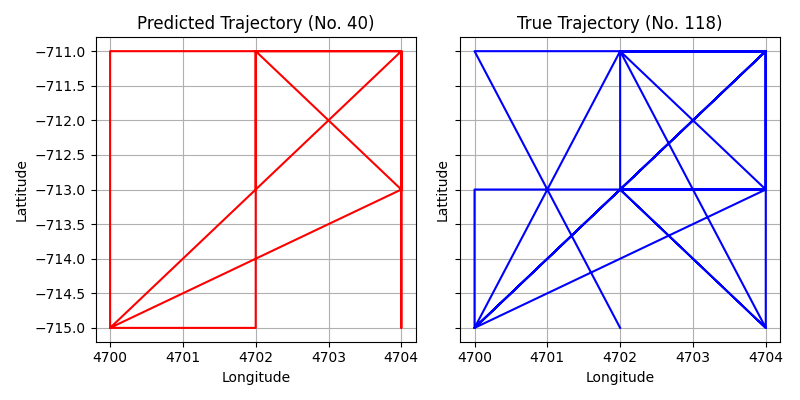 Predicted Trajectory (No. 40)
True Trajectory (No. 118)
Lattitude
−711.0
−711.5
−712.0
−712.5
−713.0
−713.5
−714.0
−714.5
−715.0
4700 4701 4702 4703 4704
Longitude
Lattitude
4700 4701 4702 4703 4704
Longitude